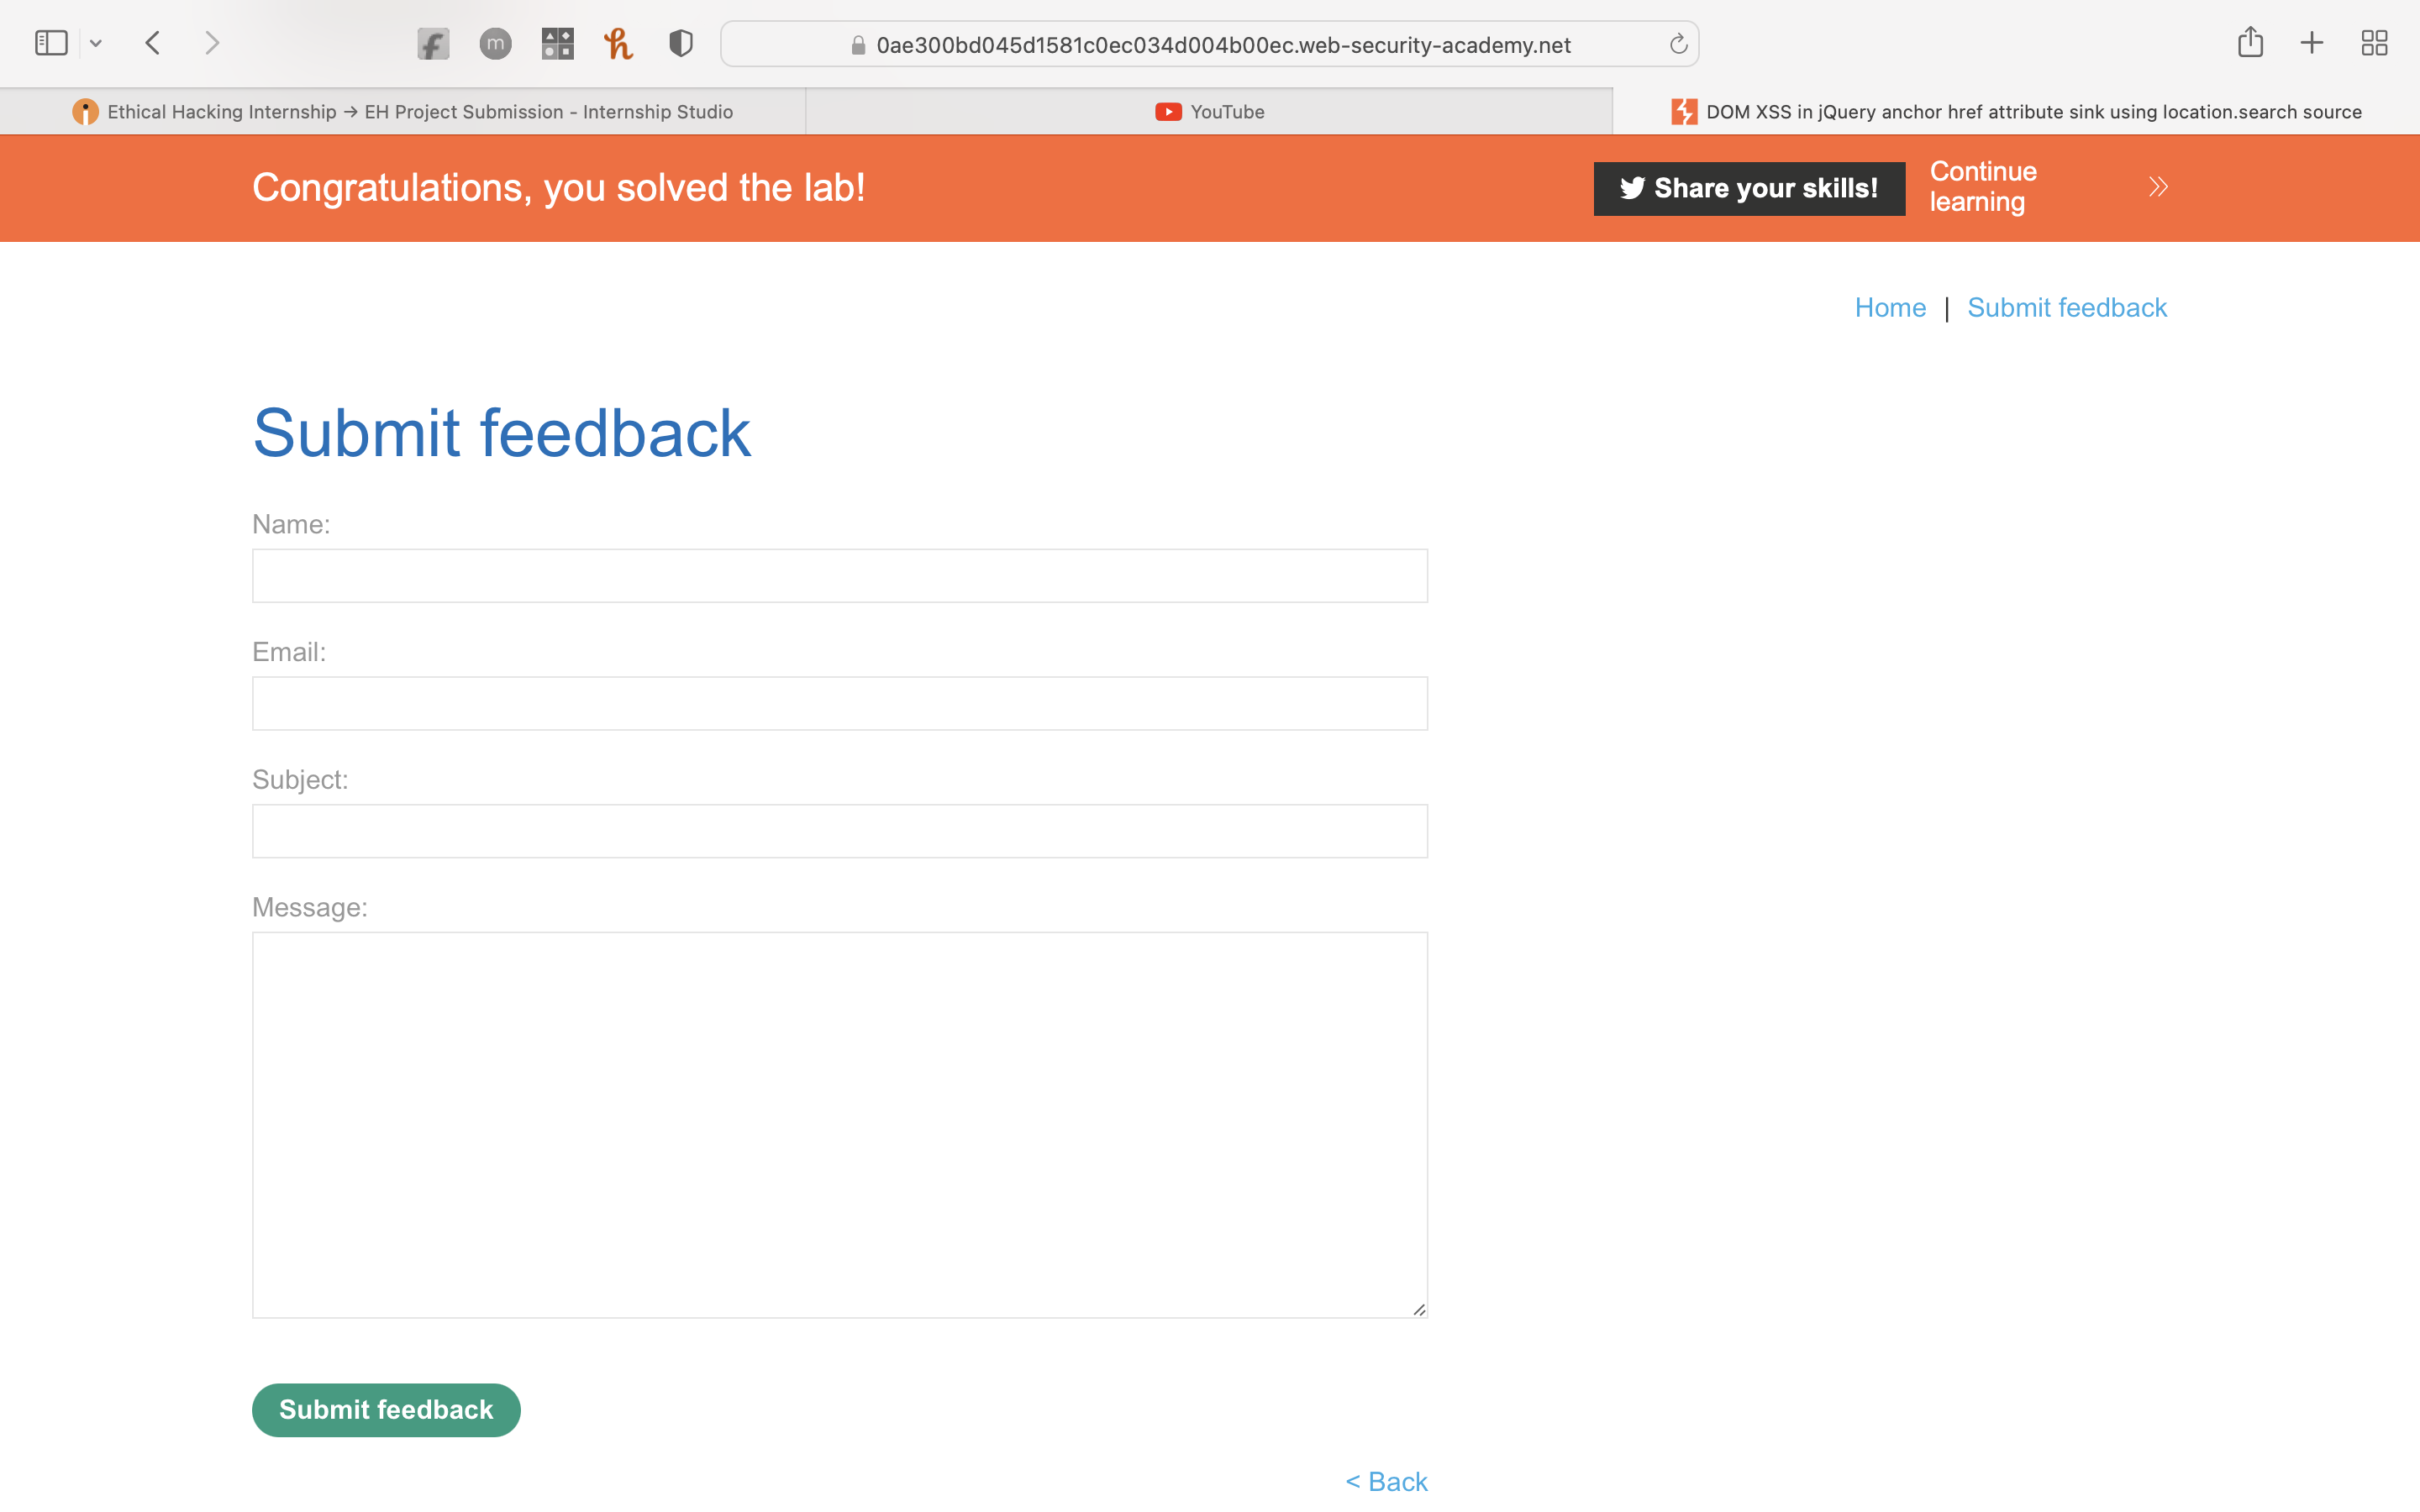 0ae300bd045d1581c0ec034d004b00ec.web-security-academy.net
Ethical Hacking Internship → EH Project Submission - Internship Studio
YouTube
DOM XSS in jQuery anchor href attribute sink using location.search source
Congratulations, you solved the lab!
Share your skills!
Continue
learning
Home | Submit feedback
Submit feedback
Name:
Email:
Subject:
Message:
Submit feedback
< Back